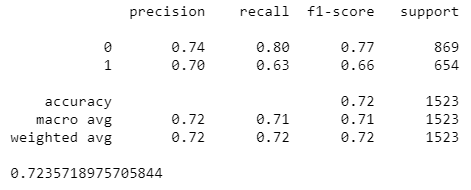 precision recall f1-score support
0 0.74 0.80 0.77 869
1 0.70 0.63 0.66 654
accuracy 0.72 1523
macro avg 0.72 0.71 0.71 1523
weighted avg 0.72 0.72 0.72 1523
0.7235718975705844